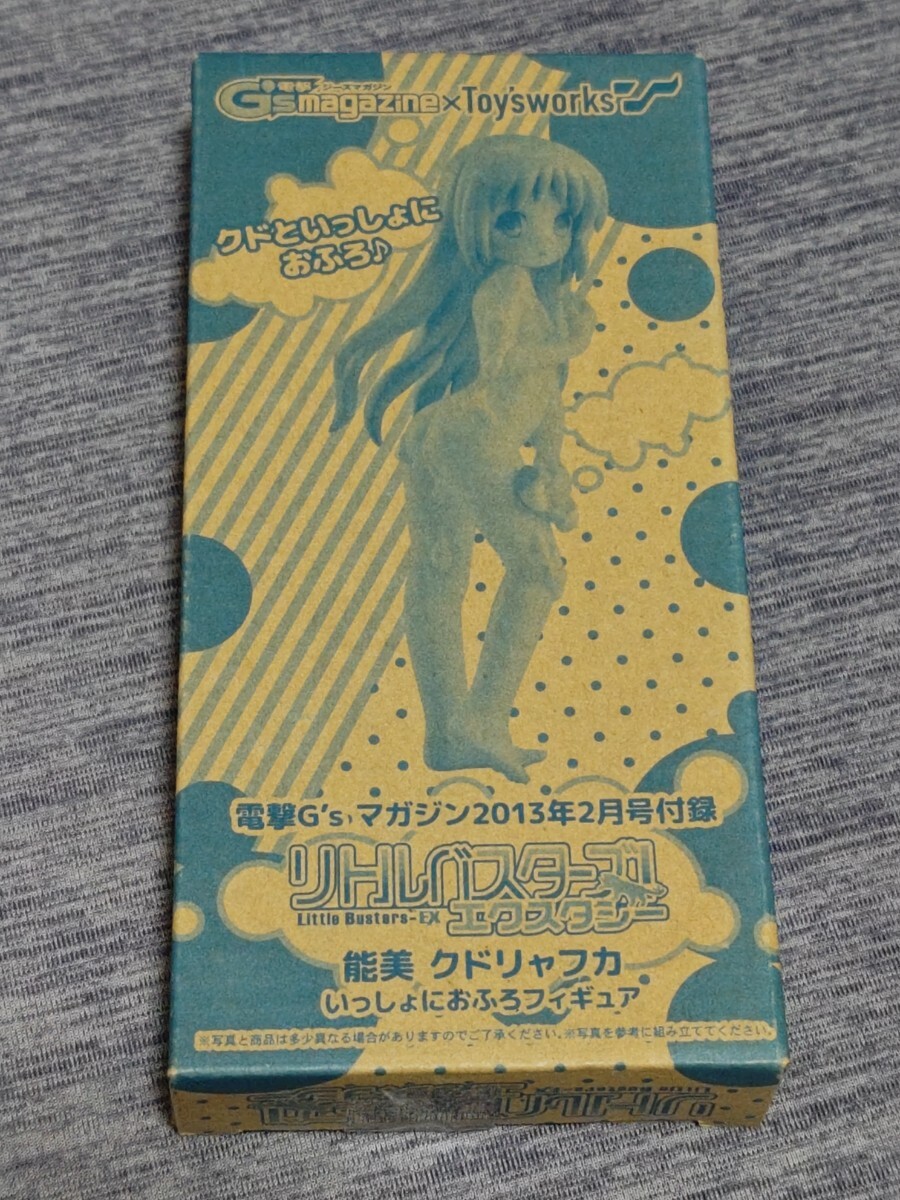 電撃 ジーズマガジン
G's magazine×Toy'sworks
クドといっしょに
おふろ♪
電撃G's マガジン2013年2月号付録
リトルバスターズ!
Little Busters-EX エクスタシー
能美 クドリャフカ
いっしょにおふろフィギュア
※写真と商品は多少異なる場合がありますのでご了承ください。※写真を参考に組み立ててください。